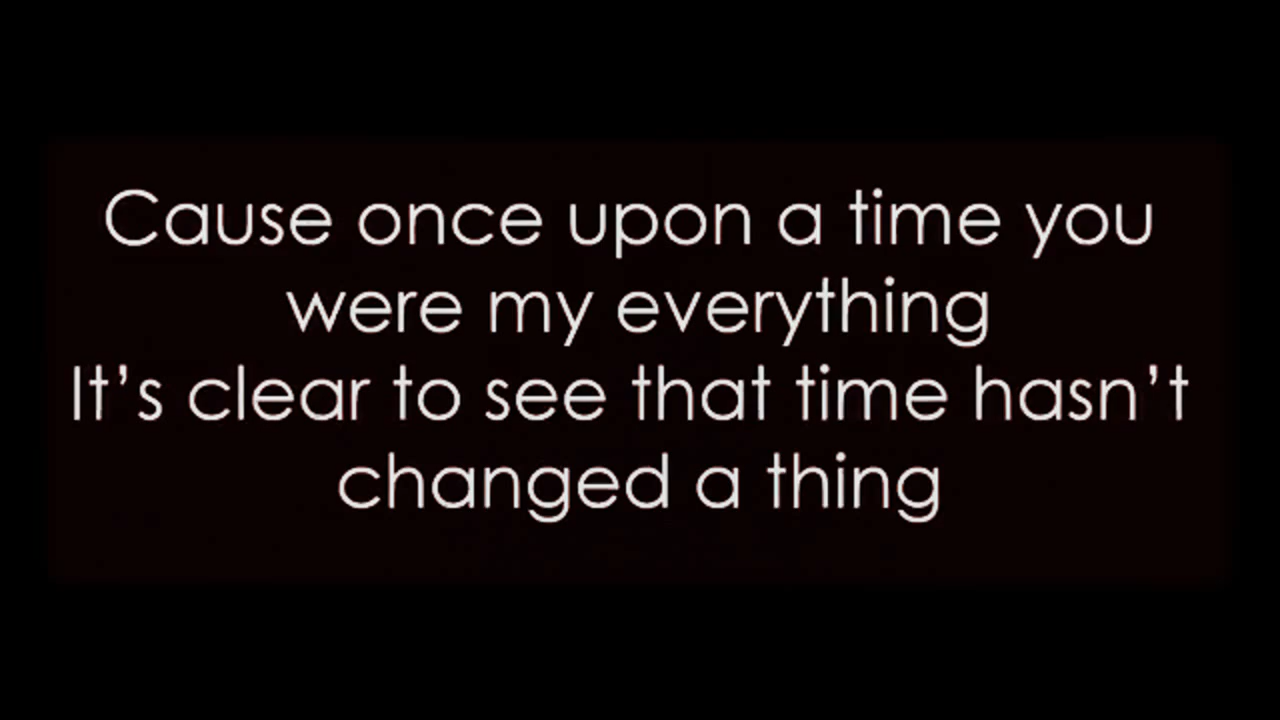 Cause once upon a time you
were my everything
It’s clear to see that time hasn’t
changed a thing